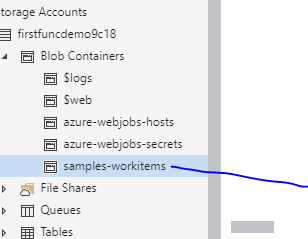 torage Accounts
firstfuncdemo9c18
Blob Containers
$logs
$web
azure-webjobs-hosts
azure-webjobs-secrets
samples-workitems
File Shares
Queues
Tables